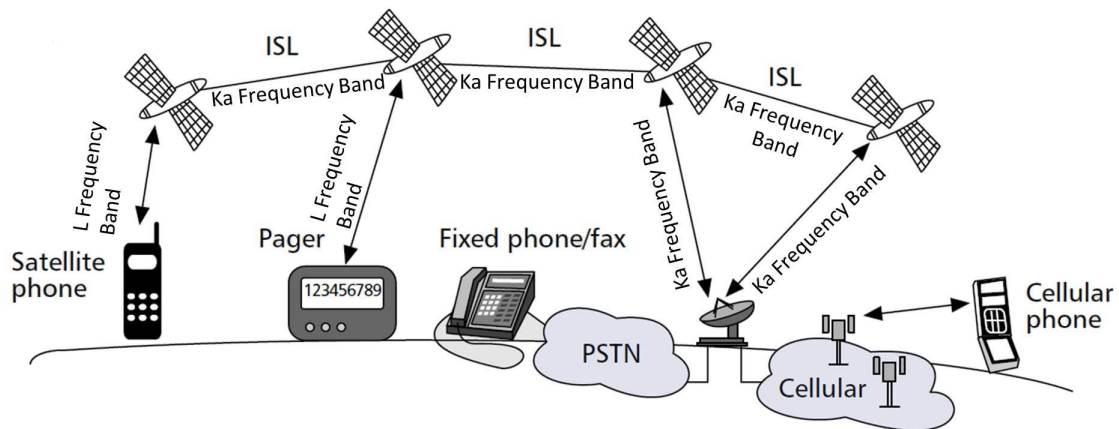 ISL
ISL
ISL
Ka Frequency Band
Ka Frequency Band
Ka Frequency
Band
L Frequency
Band
L Frequency
Band
Ka Frequency Band
Ka Frequency Band
Satellite
phone
Pager
123456789
Fixed phone/fax
PSTN
Cellular
Cellular
phone